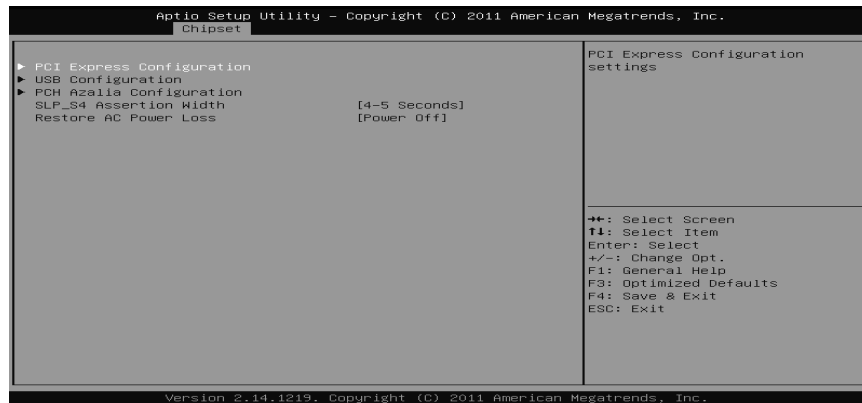 Aptio Setup Utility – Copyright (C) 2011 American Megatrends, Inc.
Chipset
► PCI Express Configuration
► USB Configuration
► PCH Azalia Configuration
SLP_S4 Assertion Width [4-5 Seconds]
Restore AC Power Loss [Power Off]
PCI Express Configuration
settings
→←: Select Screen
↑↓: Select Item
Enter: Select
+/-: Change Opt.
F1: General Help
F3: Optimized Defaults
F4: Save & Exit
ESC: Exit
Version 2.14.1219. Copyright (C) 2011 American Megatrends, Inc.